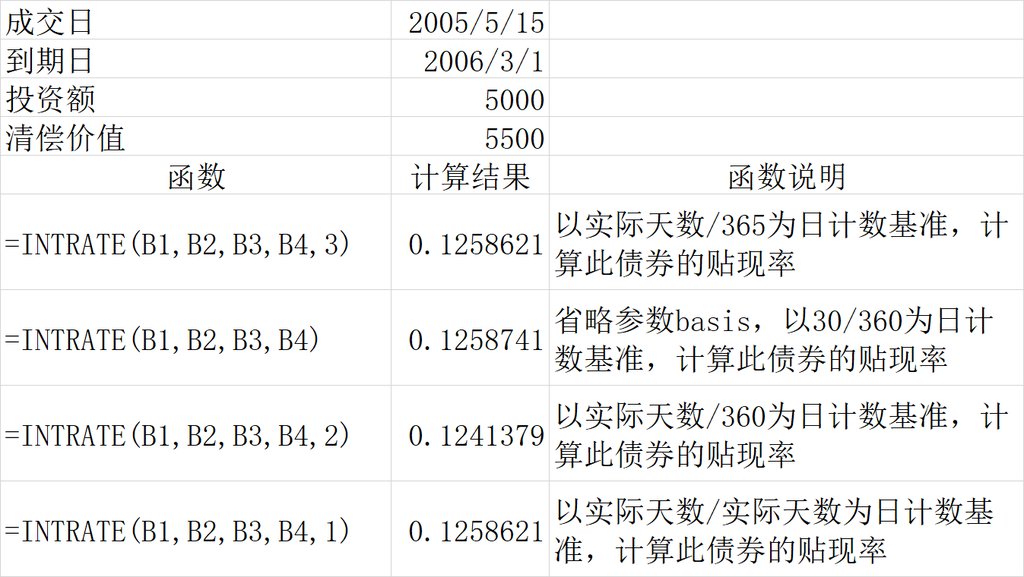 成交日 2005/5/15
到期日 2006/3/1
投资额 5000
清偿价值 5500
函数 计算结果 函数说明
=INTRATE(B1,B2,B3,B4,3) 0.1258621 以实际天数/365为日计数基准，计
算此债券的贴现率
=INTRATE(B1,B2,B3,B4) 0.1258741 省略参数basis，以30/360为日计
数基准，计算此债券的贴现率
=INTRATE(B1,B2,B3,B4,2) 0.1241379 以实际天数/360为日计数基准，计
算此债券的贴现率
=INTRATE(B1,B2,B3,B4,1) 0.1258621 以实际天数/实际天数为日计数基
准，计算此债券的贴现率